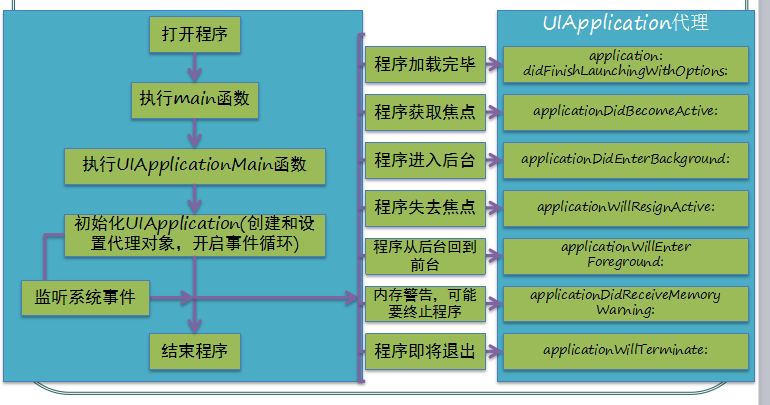 打开程序
执行main函数
执行UIApplicationMain函数
初始化UIApplication(创建和设
置代理对象，开启事件循环)
监听系统事件
结束程序
程序加载完毕
程序获取焦点
程序进入后台
程序失去焦点
程序从后台回到
前台
内存警告，可能
要终止程序
程序即将退出
UIApplication代理
application:
didFinishLaunchingWithOptions:
applicationDidBecomeActive:
applicationDidEnterBackground:
applicationWillResignActive:
applicationWillEnter
Foreground:
applicationDidReceiveMemory
Warning:
applicationWillTerminate: